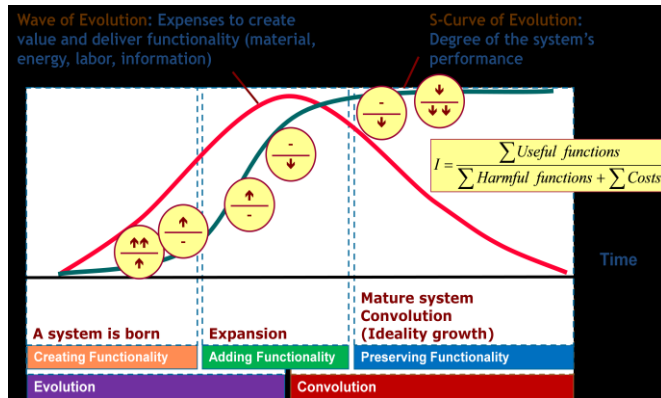 Wave of Evolution: Expenses to create
value and deliver functionality (material,
energy, labor, information)
S-Curve of Evolution:
Degree of the system's
performance
-
-
↑↑
↑
↑
-
↑
-
-
↓
-
↓
↓
↓↓
I = ∑ Useful functions / ∑ Harmful functions + ∑ Costs
Time
A system is born
Expansion
Mature system
Convolution
(Ideality growth)
Creating Functionality
Adding Functionality
Preserving Functionality
Evolution
Convolution